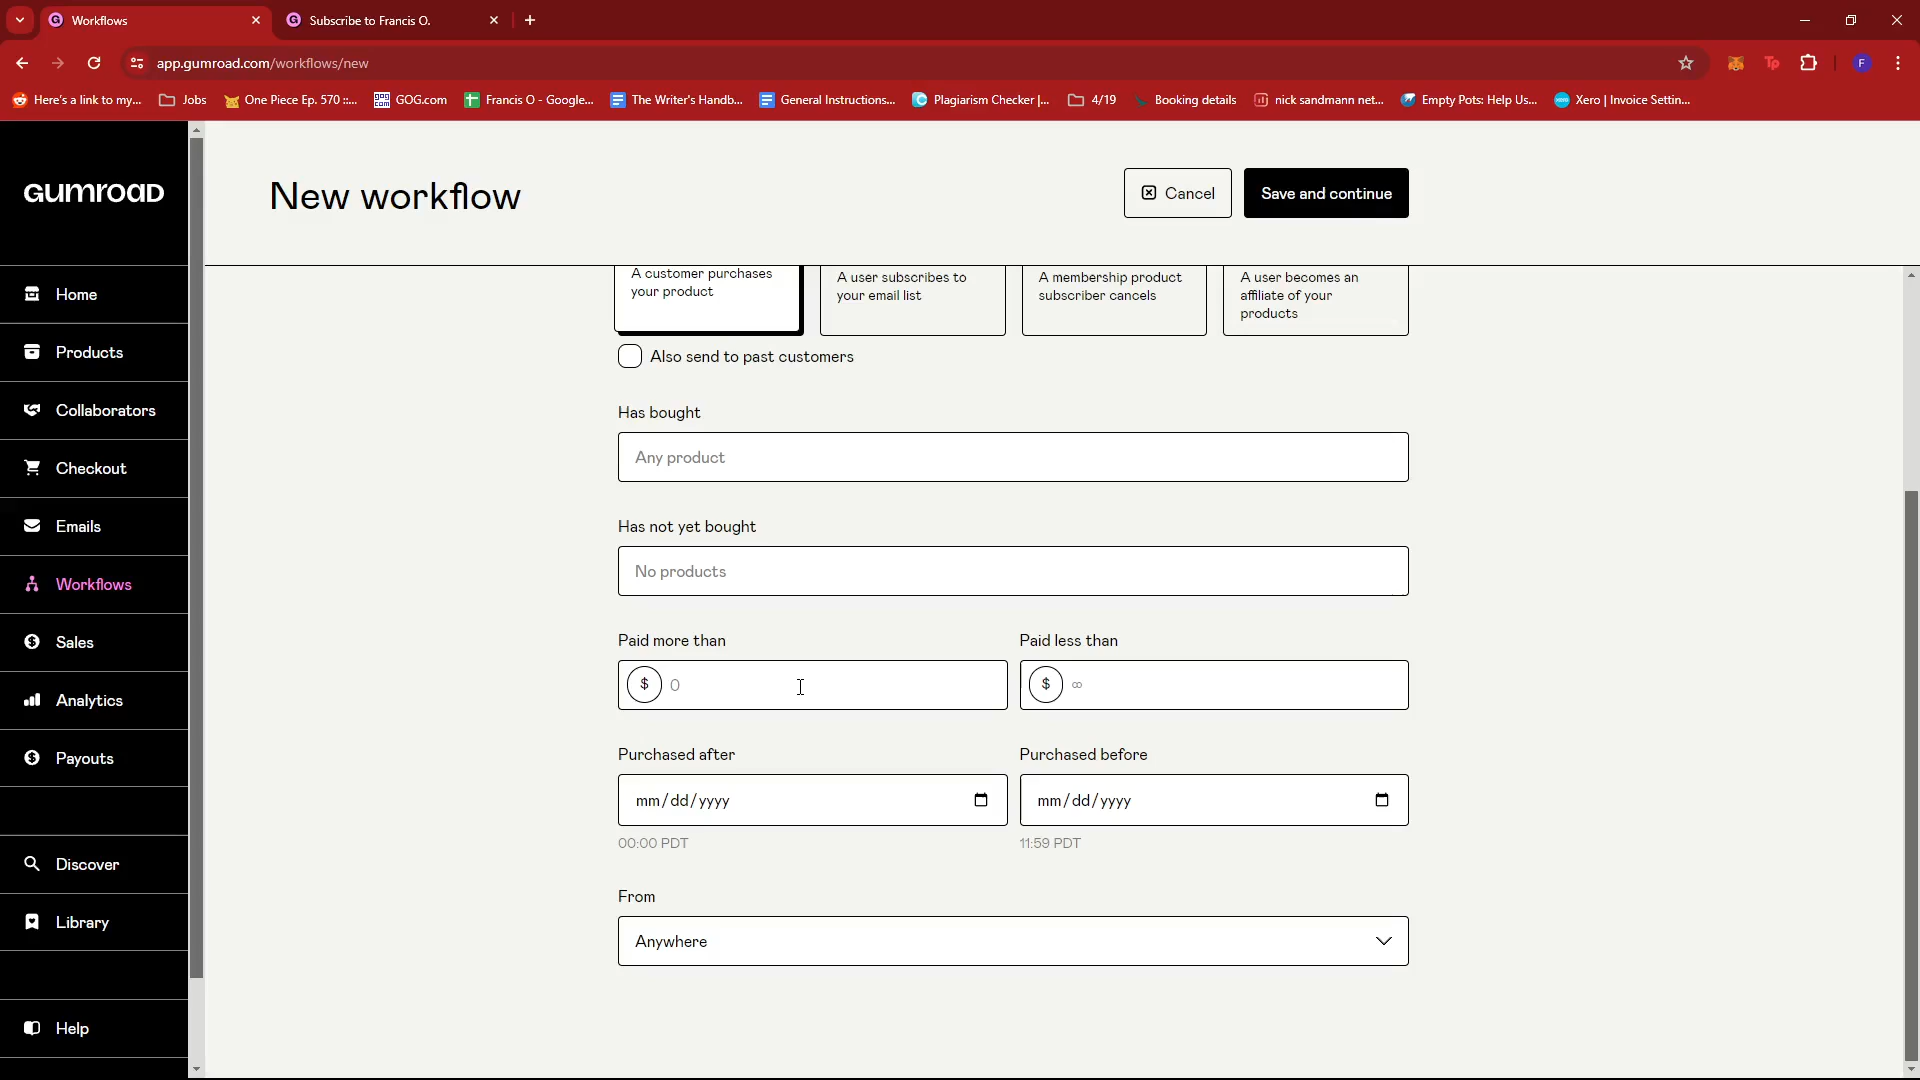 Workflows
Subscribe to Francis O.
app.gumroad.com/workflows/new
F
Here's a link to my...
Jobs
One Piece Ep. 570 ::...
GOG.com
Francis O - Google...
The Writer's Handb...
General Instructions...
Plagiarism Checker |...
4/19
Booking details
nick sandmann net...
Empty Pots: Help Us...
Xero | Invoice Settin...
GUMROAD
Home
Products
Collaborators
Checkout
Emails
Workflows
Sales
Analytics
Payouts
Discover
Library
Help
New workflow
Cancel
Save and continue
A customer purchases
your product
A user subscribes to
your email list
A membership product
subscriber cancels
A user becomes an
affiliate of your
products
Also send to past customers
Has bought
Any product
Has not yet bought
No products
Paid more than
$ 0
Paid less than
$ ∞
Purchased after
mm/dd/yyyy
00:00 PDT
Purchased before
mm/dd/yyyy
11:59 PDT
From
Anywhere